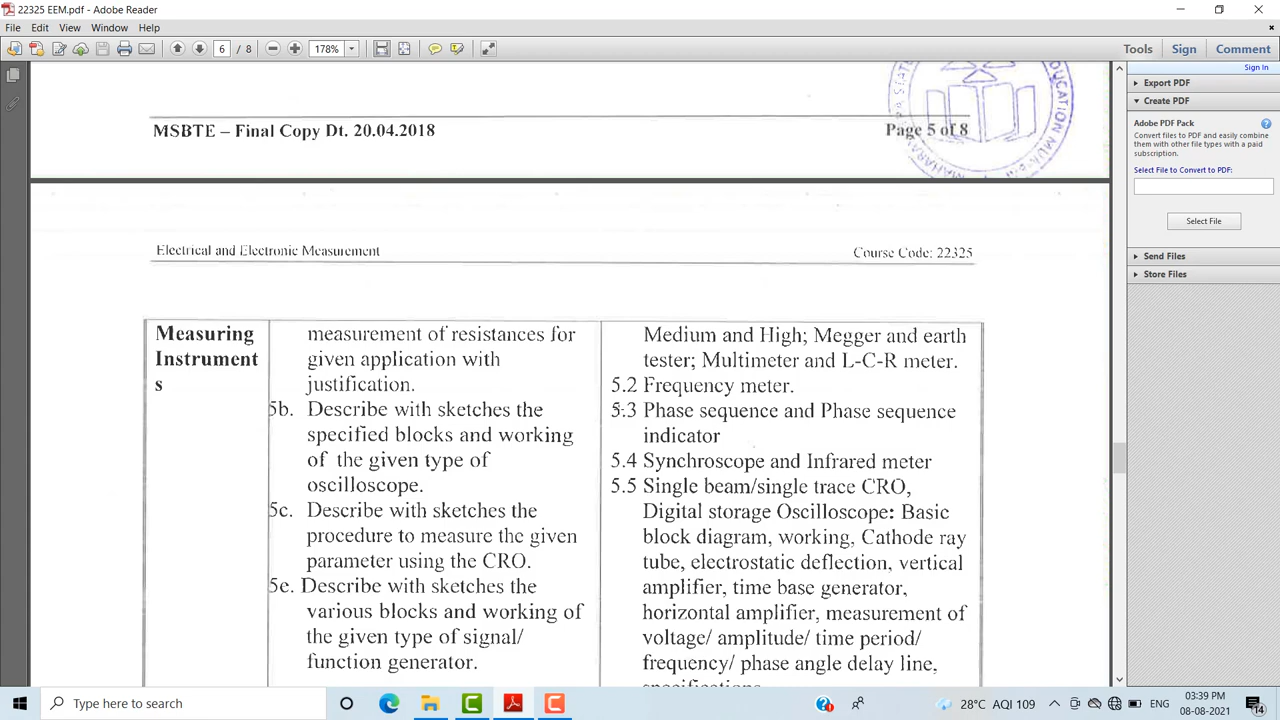 22325 EEM.pdf - Adobe Reader
File Edit View Window Help
6 / 8 178% Tools Sign Comment
Sign In
Export PDF
Create PDF
Adobe PDF Pack
Convert files to PDF and easily combine
them with other file types with a paid
subscription.
Select File to Convert to PDF:
Select File
Send Files
Store Files
EDUCATION
MSBTE – Final Copy Dt. 20.04.2018 Page 5 of 8
Electrical and Electronic Measurement Course Code: 22325
Measuring
Instrument
s
measurement of resistances for
given application with
justification.
5b. Describe with sketches the
specified blocks and working
of the given type of
oscilloscope.
5c. Describe with sketches the
procedure to measure the given
parameter using the CRO.
5e. Describe with sketches the
various blocks and working of
the given type of signal/
function generator.
Medium and High; Megger and earth
tester; Multimeter and L-C-R meter.
5.2 Frequency meter.
5.3 Phase sequence and Phase sequence
indicator
5.4 Synchroscope and Infrared meter
5.5 Single beam/single trace CRO,
Digital storage Oscilloscope: Basic
block diagram, working, Cathode ray
tube, electrostatic deflection, vertical
amplifier, time base generator,
horizontal amplifier, measurement of
voltage/ amplitude/ time period/
frequency/ phase angle delay line,
specifications
Type here to search
28°C AQI 109 ENG
03:39 PM
08-08-2021
14